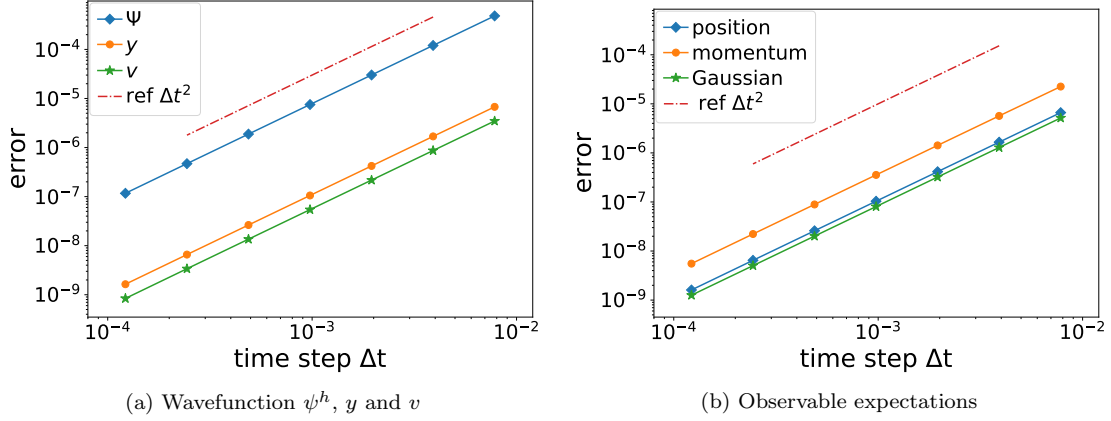 Ψ
y
v
ref Δt²
10⁻⁴
10⁻⁵
10⁻⁶
10⁻⁷
10⁻⁸
10⁻⁹
error
10⁻⁴
10⁻³
10⁻²
time step Δt
(a) Wavefunction ψʰ, y and v
position
momentum
Gaussian
ref Δt²
10⁻⁴
10⁻⁵
10⁻⁶
10⁻⁷
10⁻⁸
10⁻⁹
error
10⁻⁴
10⁻³
10⁻²
time step Δt
(b) Observable expectations